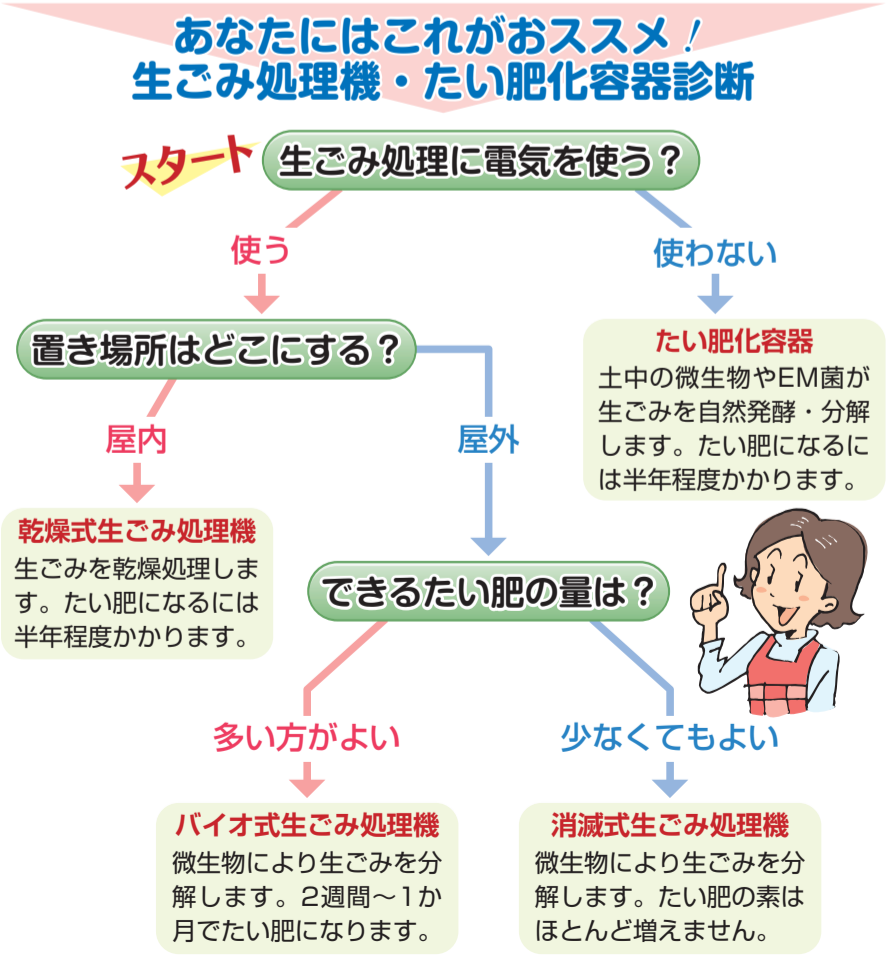 あなたにはこれがおススメ!
生ごみ処理機・たい肥化容器診断
スタート
生ごみ処理に電気を使う?
使う
使わない
置き場所はどこにする?
たい肥化容器
土中の微生物やEM菌が
生ごみを自然発酵・分解
します。たい肥になるに
は半年程度かかります。
屋内
屋外
乾燥式生ごみ処理機
生ごみを乾燥処理しま
す。たい肥になるには
半年程度かかります。
できるたい肥の量は?
多い方がよい
少なくてもよい
バイオ式生ごみ処理機
微生物により生ごみを分
解します。2週間〜1か
月でたい肥になります。
消滅式生ごみ処理機
微生物により生ごみを分
解します。たい肥の素は
ほとんど増えません。